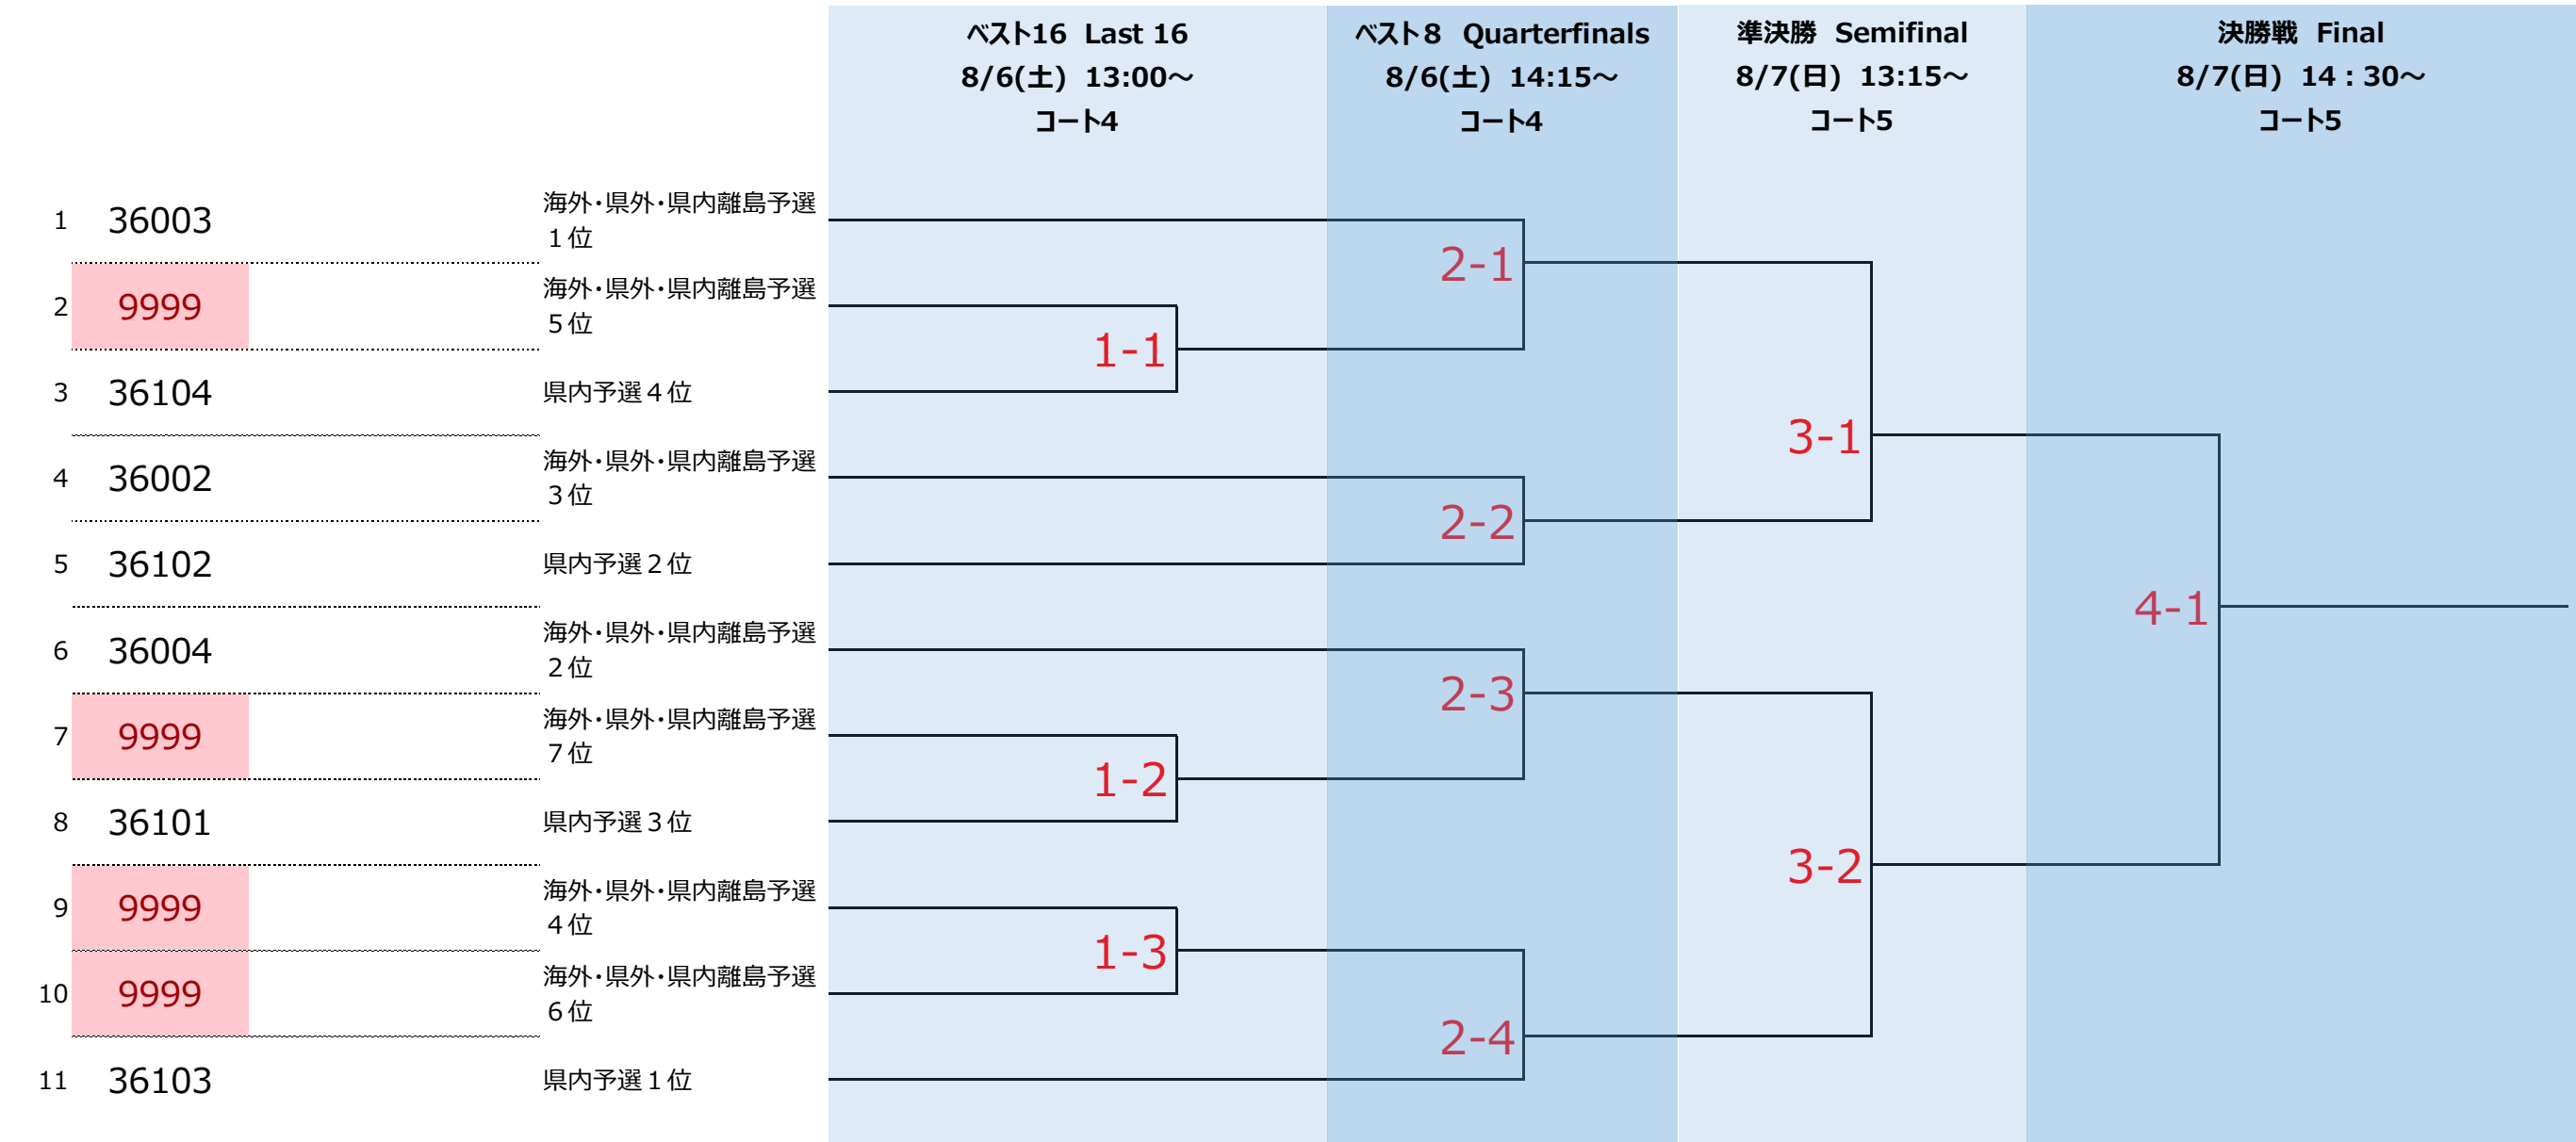 ベスト16 Last 16
8/6(土) 13:00～
コート4
ベスト8 Quarterfinals
8/6(土) 14:15～
コート4
準決勝 Semifinal
8/7(日) 13:15～
コート5
決勝戦 Final
8/7(日) 14：30～
コート5
1 36003 海外・県外・県内離島予選
１位
2 9999 海外・県外・県内離島予選
５位
3 36104 県内予選４位
4 36002 海外・県外・県内離島予選
３位
5 36102 県内予選２位
6 36004 海外・県外・県内離島予選
２位
7 9999 海外・県外・県内離島予選
７位
8 36101 県内予選３位
9 9999 海外・県外・県内離島予選
４位
10 9999 海外・県外・県内離島予選
６位
11 36103 県内予選１位
1-1
1-2
1-3
2-1
2-2
2-3
2-4
3-1
3-2
4-1